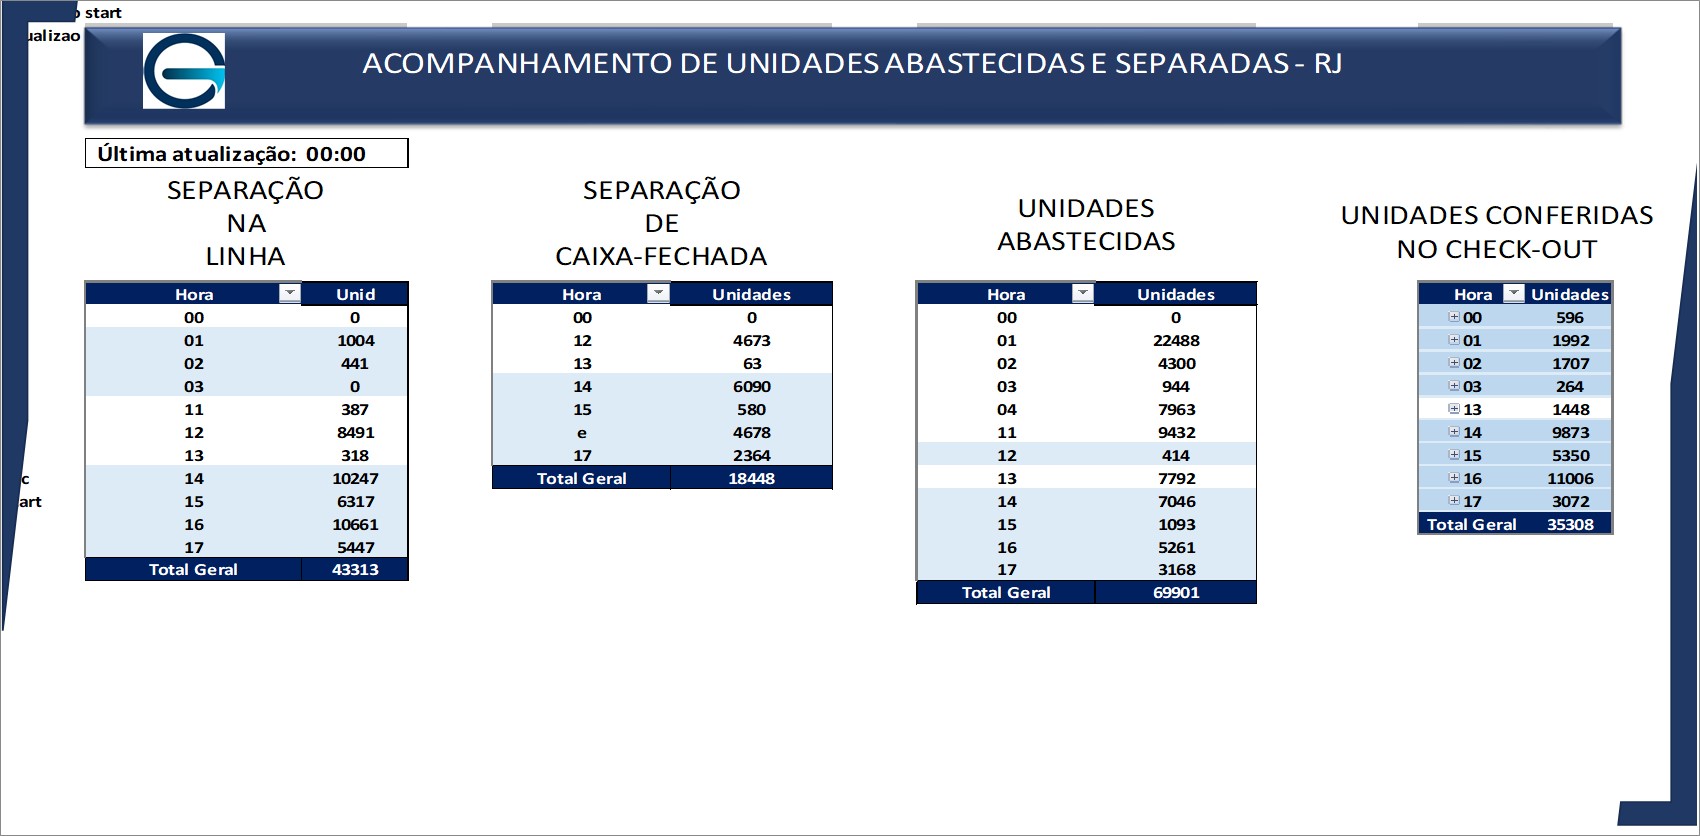 start
ualizao
ACOMPANHAMENTO DE UNIDADES ABASTECIDAS E SEPARADAS - RJ
Última atualização: 00:00
SEPARAÇÃO
NA
LINHA
Hora Unid
00 0
01 1004
02 441
03 0
11 387
12 8491
13 318
14 10247
15 6317
16 10661
17 5447
Total Geral 43313
SEPARAÇÃO
DE
CAIXA-FECHADA
Hora Unidades
00 0
12 4673
13 63
14 6090
15 580
e 4678
17 2364
Total Geral 18448
UNIDADES
ABASTECIDAS
Hora Unidades
00 0
01 22488
02 4300
03 944
04 7963
11 9432
12 414
13 7792
14 7046
15 1093
16 5261
17 3168
Total Geral 69901
UNIDADES CONFERIDAS
NO CHECK-OUT
Hora Unidades
00 596
01 1992
02 1707
03 264
13 1448
14 9873
15 5350
16 11006
17 3072
Total Geral 35308
c
art